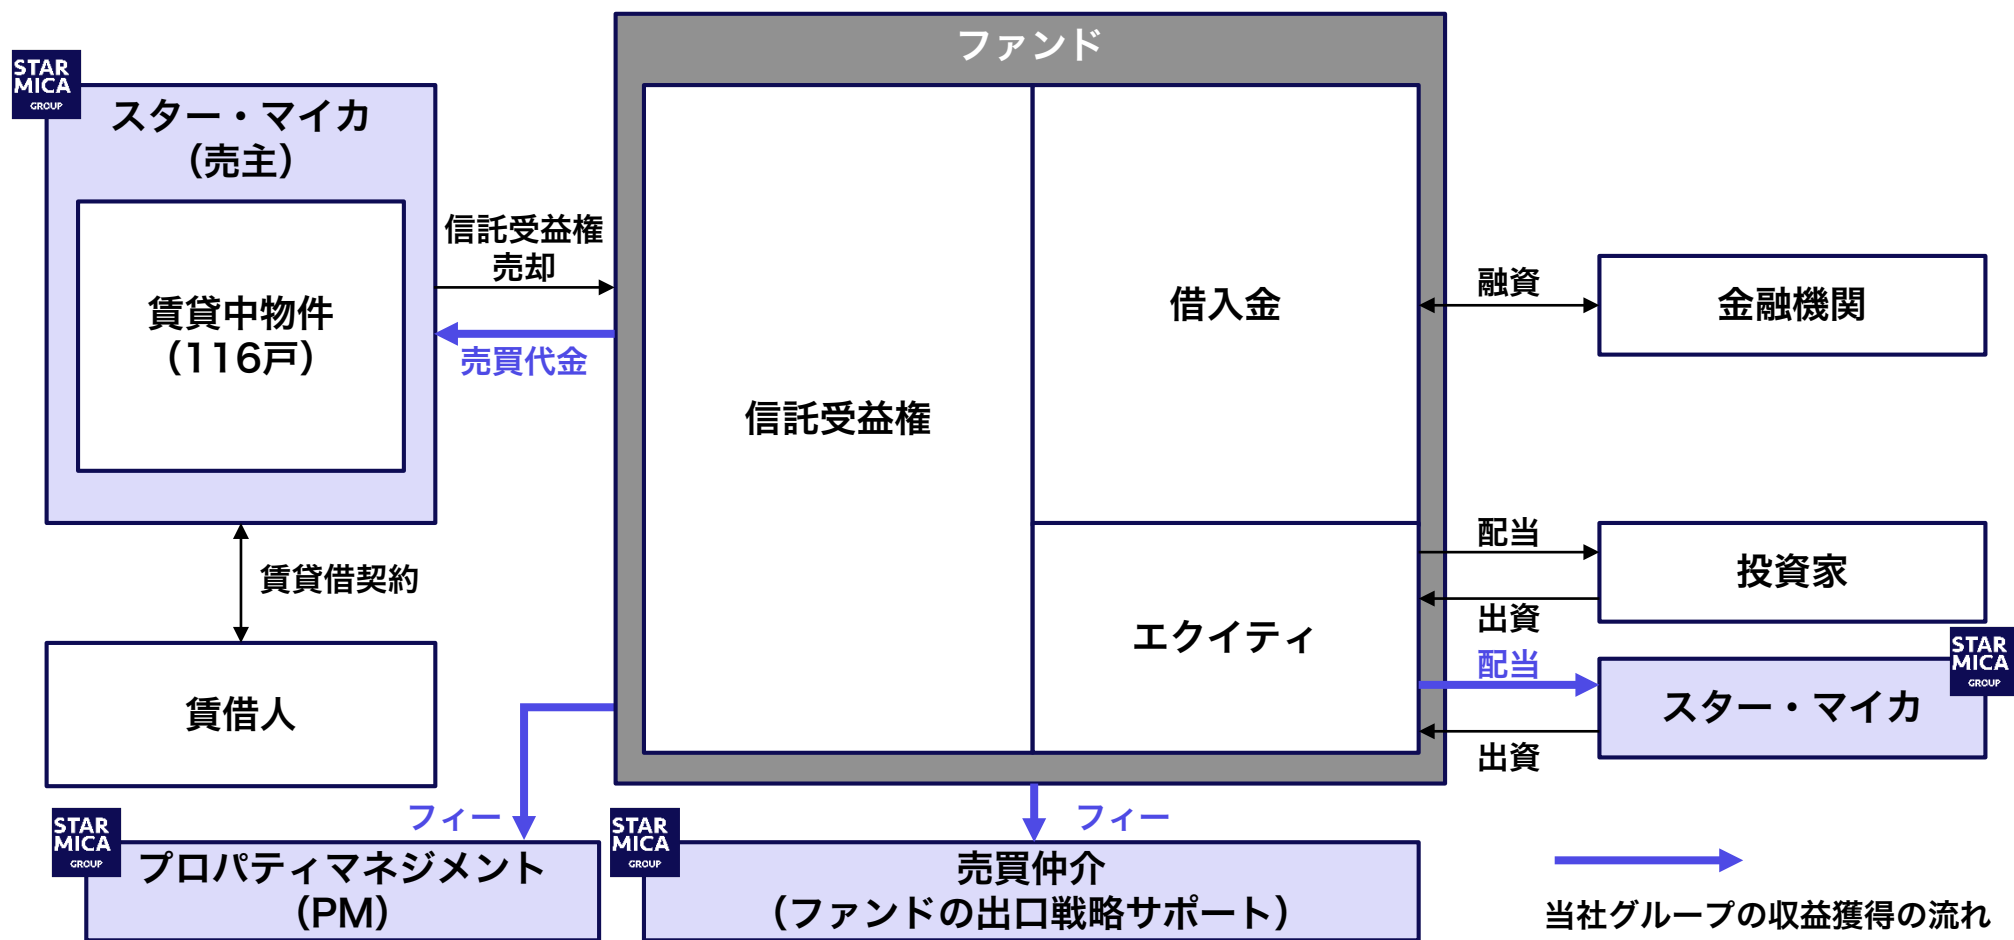 ファンド
STAR
MICA
GROUP
スター・マイカ
（売主）
賃貸中物件
（116戸）
信託受益権
売却
売買代金
賃貸借契約
賃借人
信託受益権
借入金
エクイティ
融資
金融機関
配当
出資
投資家
配当
出資
STAR
MICA
GROUP
スター・マイカ
フィー
STAR
MICA
GROUP
プロパティマネジメント
（PM）
フィー
STAR
MICA
GROUP
売買仲介
（ファンドの出口戦略サポート）
当社グループの収益獲得の流れ